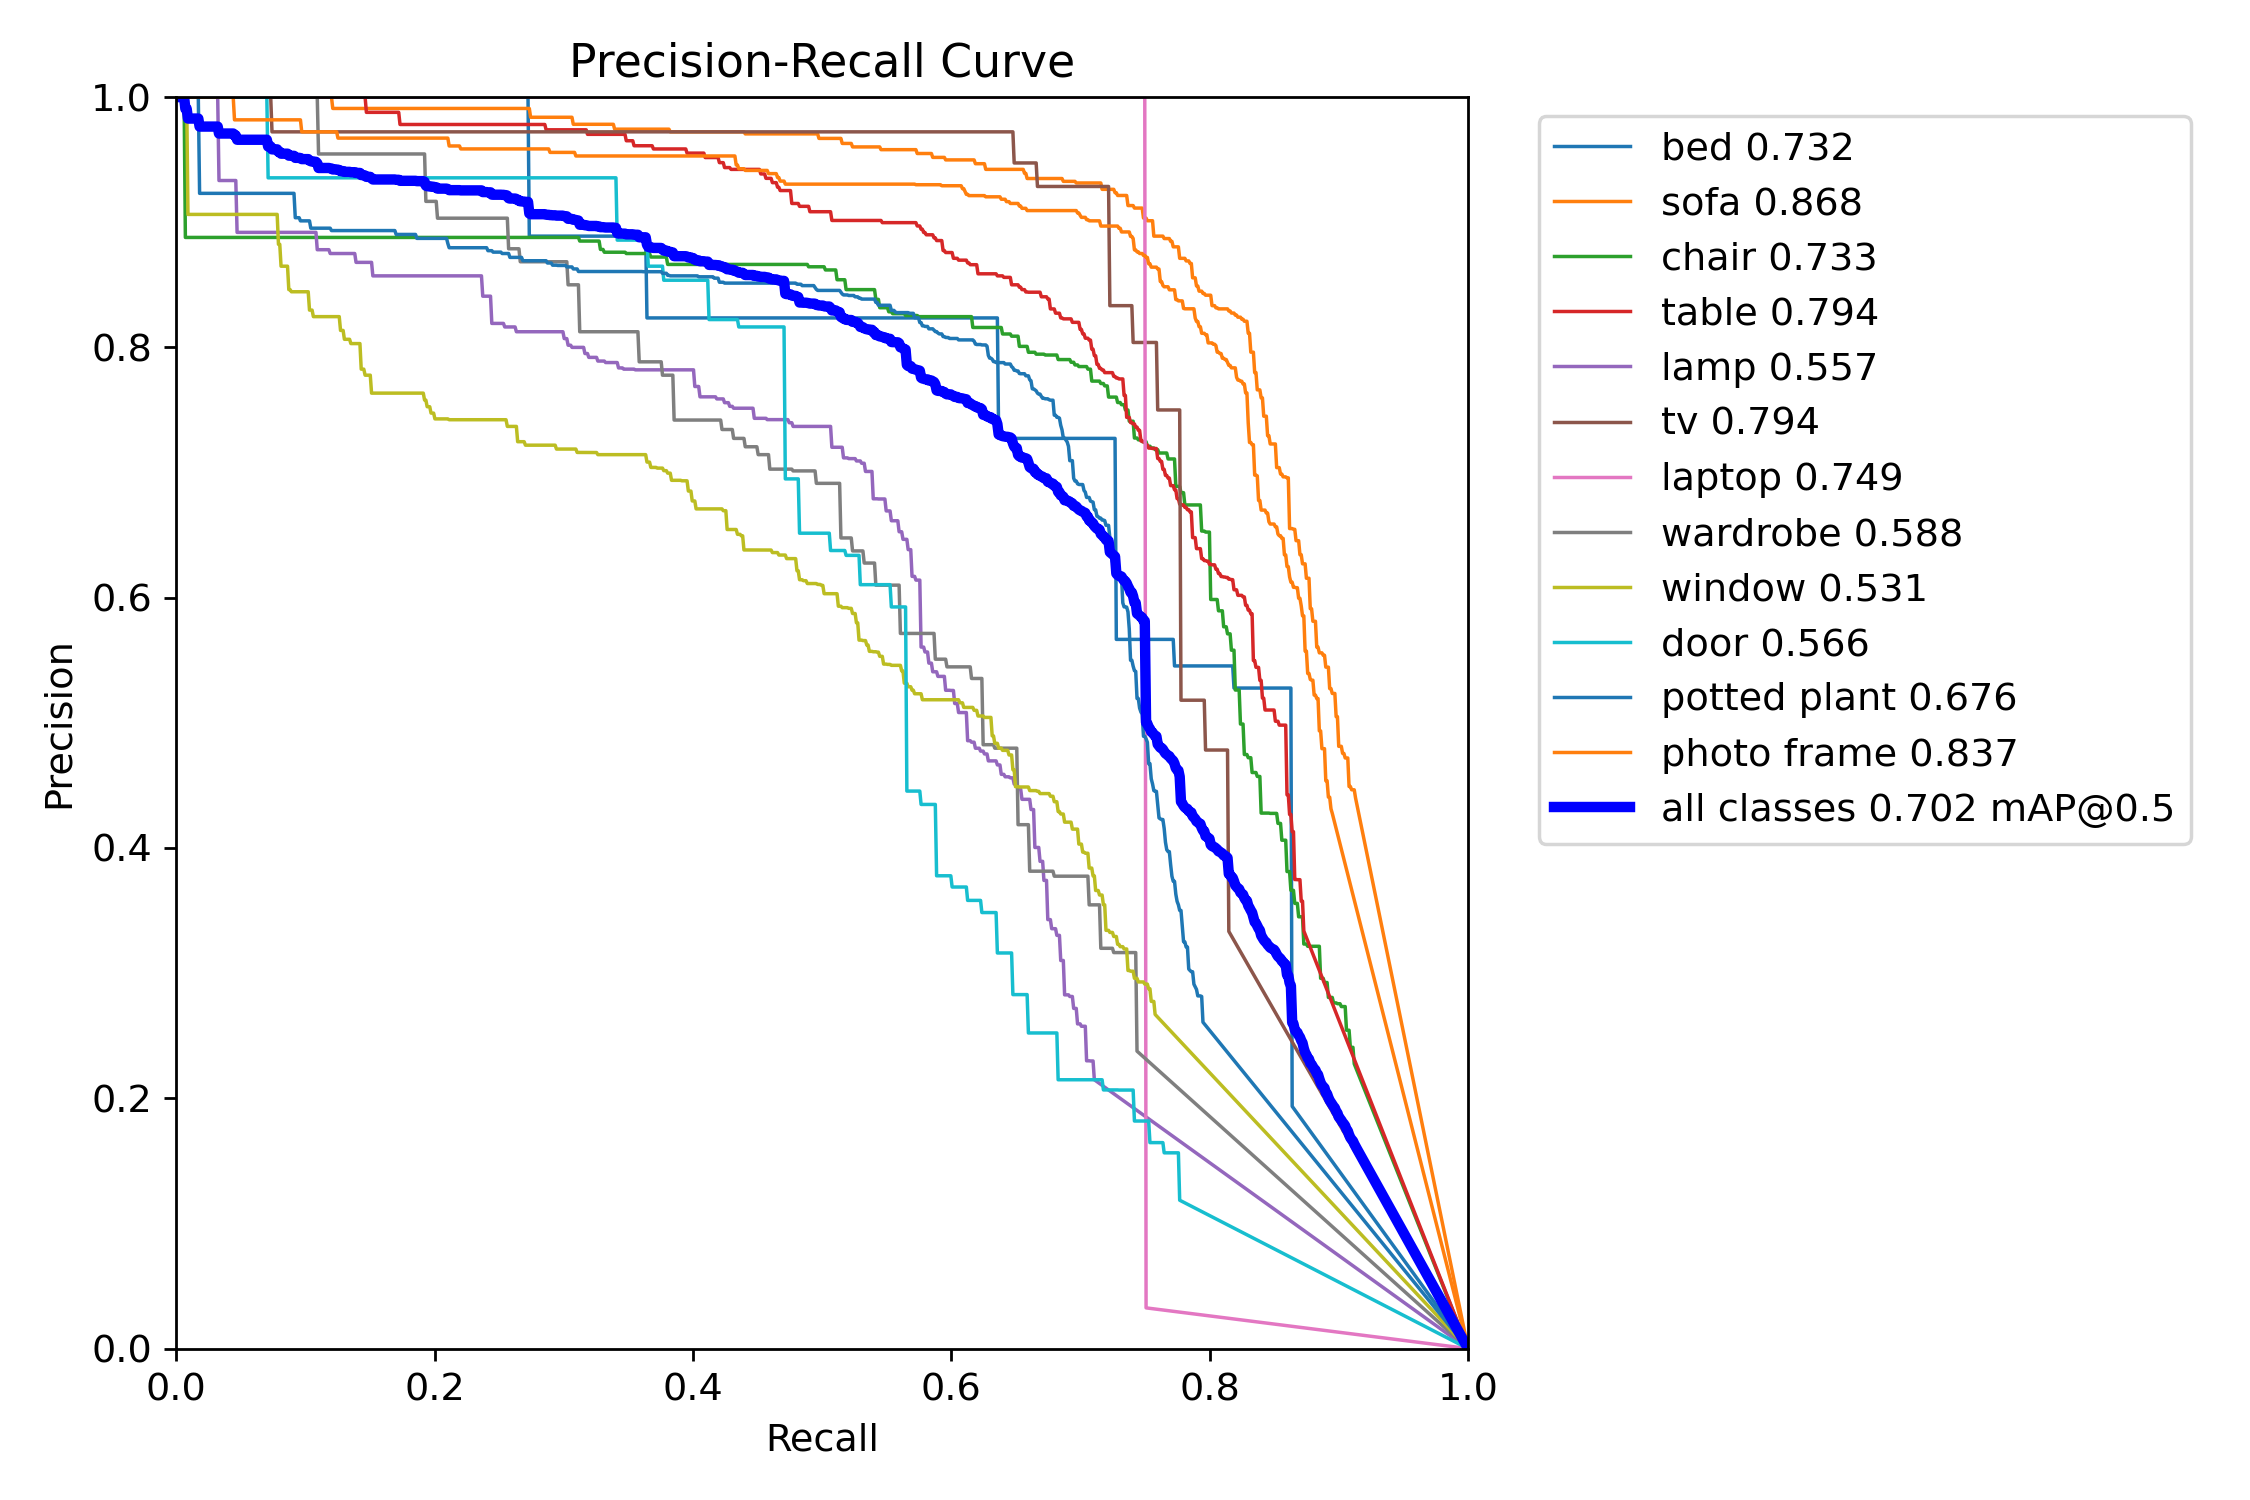 Precision-Recall Curve
1.0
0.8
0.6
0.4
0.2
0.0
Precision
0.0 0.2 0.4 0.6 0.8 1.0
Recall
bed 0.732
sofa 0.868
chair 0.733
table 0.794
lamp 0.557
tv 0.794
laptop 0.749
wardrobe 0.588
window 0.531
door 0.566
potted plant 0.676
photo frame 0.837
all classes 0.702 mAP@0.5